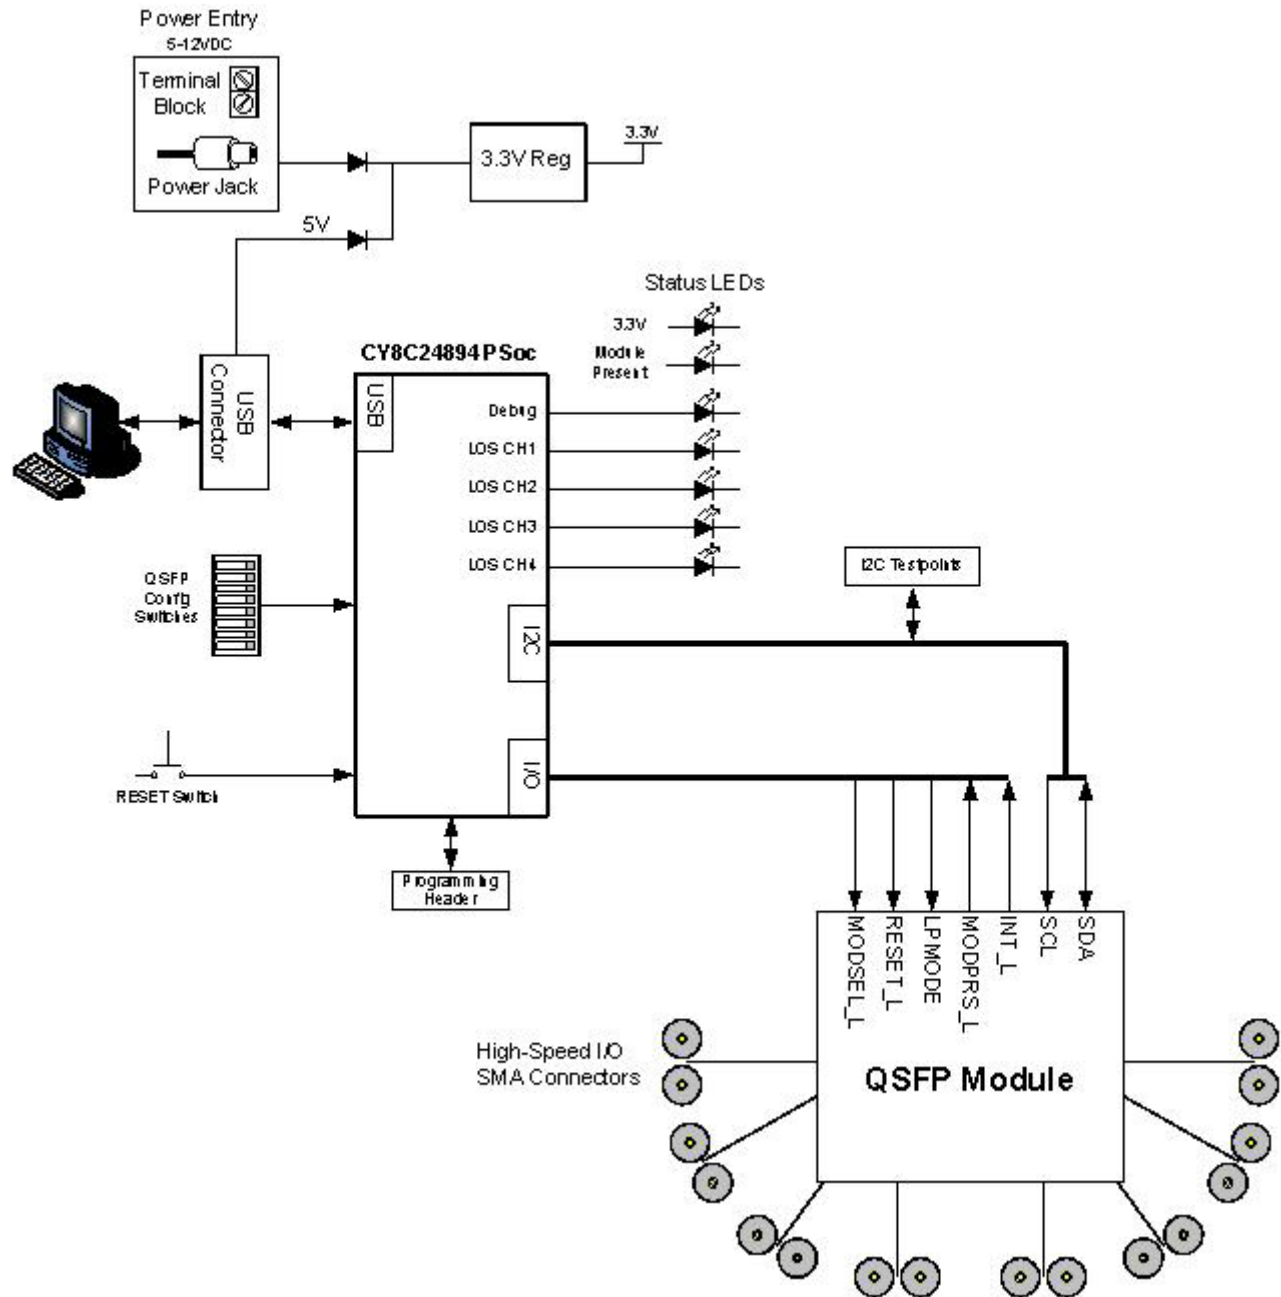 Power Entry
5-12VDC
Terminal
Block
Power Jack
3.3V Reg
3.3V
5V
Status LEDs
3.3V
Module
Present
CY8C24894 PSoc
USB
Connector
USB
Debug
LOS CH1
LOS CH2
LOS CH3
LOS CH4
QSFP
Config
Switches
I2C Testpoints
I2C
I/O
RESET Switch
Programming
Header
MODSEL_L
RESET_L
LPMODE
MODPRS_L
INT_L
SCL
SDA
High-Speed I/O
SMA Connectors
QSFP Module